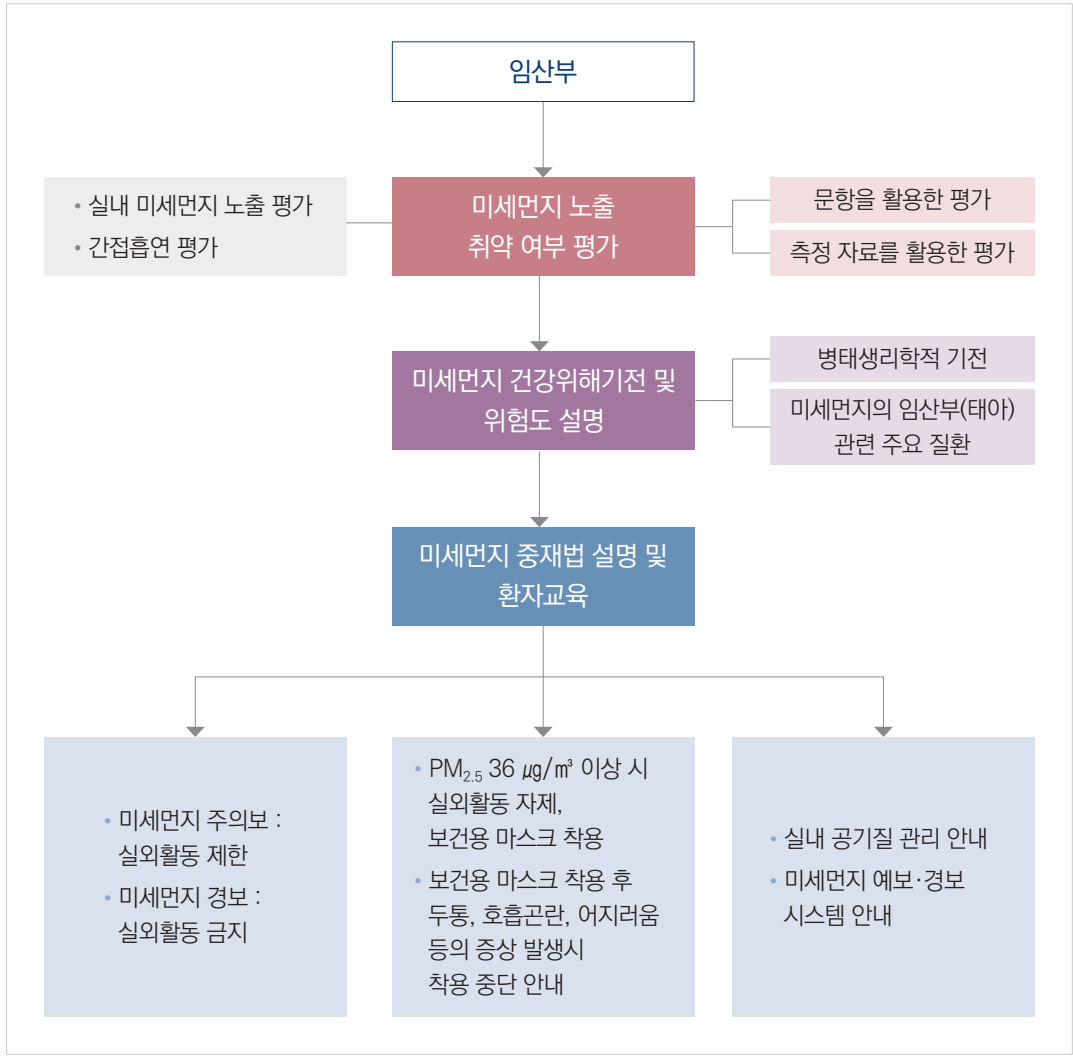 임산부
• 실내 미세먼지 노출 평가
• 간접흡연 평가
미세먼지 노출
취약 여부 평가
문항을 활용한 평가
측정 자료를 활용한 평가
미세먼지 건강위해기전 및
위험도 설명
병태생리학적 기전
미세먼지의 임산부(태아)
관련 주요 질환
미세먼지 중재법 설명 및
환자교육
• 미세먼지 주의보 :
실외활동 제한
• 미세먼지 경보 :
실외활동 금지
• PM₂.₅ 36 ㎍/㎥ 이상 시
실외활동 자제,
보건용 마스크 착용
• 보건용 마스크 착용 후
두통, 호흡곤란, 어지러움
등의 증상 발생시
착용 중단 안내
• 실내 공기질 관리 안내
• 미세먼지 예보·경보
시스템 안내